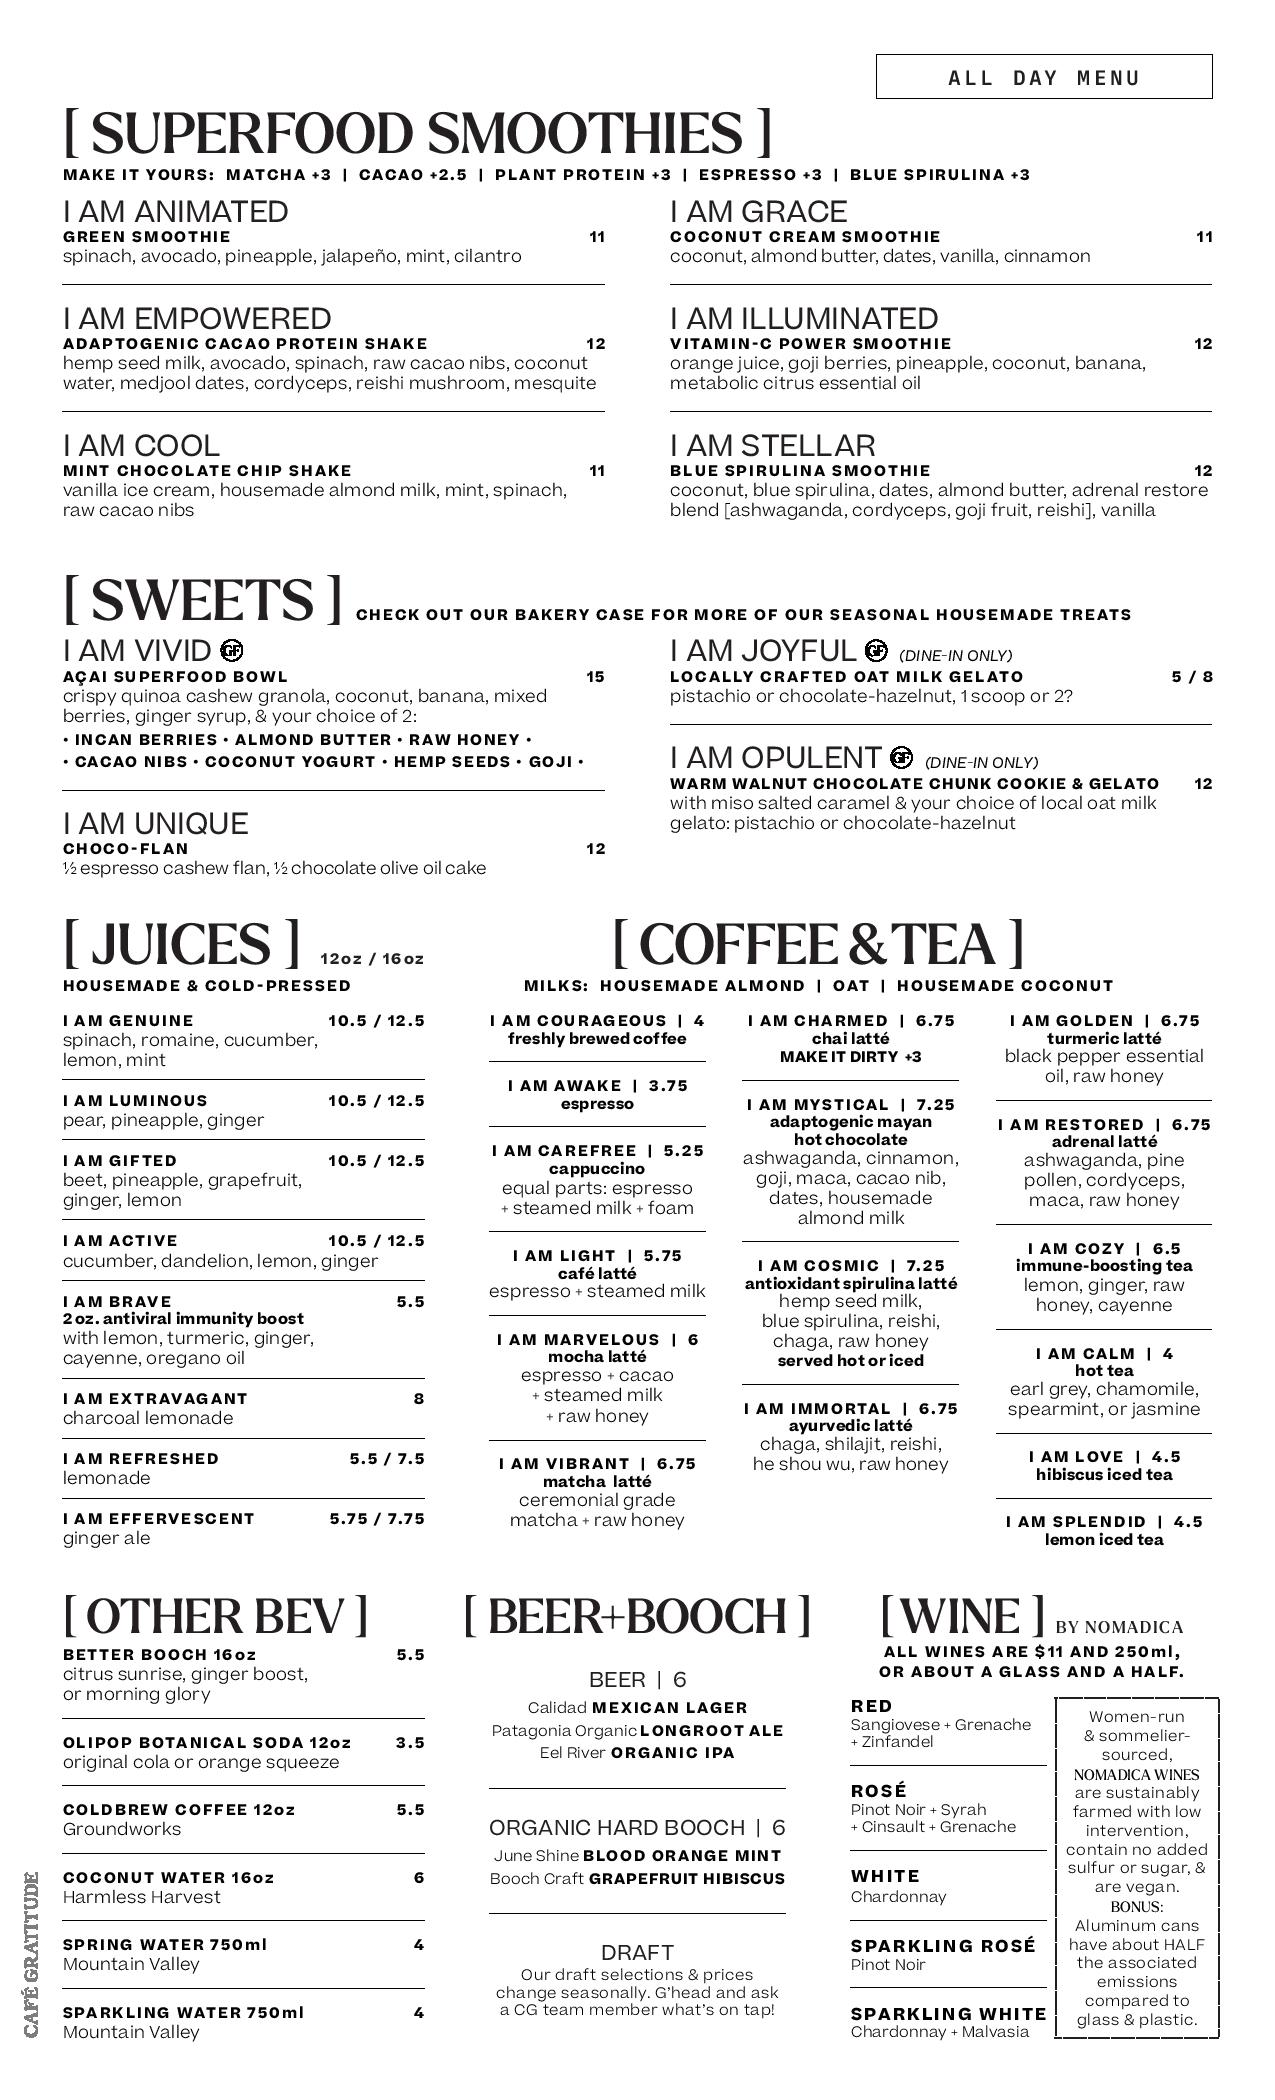 ALL DAY MENU
[ SUPERFOOD SMOOTHIES ]
MAKE IT YOURS: MATCHA +3 | CACAO +2.5 | PLANT PROTEIN +3 | ESPRESSO +3 | BLUE SPIRULINA +3
I AM ANIMATED
GREEN SMOOTHIE 11
spinach, avocado, pineapple, jalapeño, mint, cilantro
I AM EMPOWERED
ADAPTOGENIC CACAO PROTEIN SHAKE 12
hemp seed milk, avocado, spinach, raw cacao nibs, coconut
water, medjool dates, cordyceps, reishi mushroom, mesquite
I AM COOL
MINT CHOCOLATE CHIP SHAKE 11
vanilla ice cream, housemade almond milk, mint, spinach,
raw cacao nibs
I AM GRACE
COCONUT CREAM SMOOTHIE 11
coconut, almond butter, dates, vanilla, cinnamon
I AM ILLUMINATED
VITAMIN-C POWER SMOOTHIE 12
orange juice, goji berries, pineapple, coconut, banana,
metabolic citrus essential oil
I AM STELLAR
BLUE SPIRULINA SMOOTHIE 12
coconut, blue spirulina, dates, almond butter, adrenal restore
blend [ashwaganda, cordyceps, goji fruit, reishi], vanilla
[ SWEETS ] CHECK OUT OUR BAKERY CASE FOR MORE OF OUR SEASONAL HOUSEMADE TREATS
I AM VIVID GF
AÇAI SUPERFOOD BOWL 15
crispy quinoa cashew granola, coconut, banana, mixed
berries, ginger syrup, & your choice of 2:
• INCAN BERRIES • ALMOND BUTTER • RAW HONEY •
• CACAO NIBS • COCONUT YOGURT • HEMP SEEDS • GOJI •
I AM UNIQUE
CHOCO-FLAN 12
½ espresso cashew flan, ½ chocolate olive oil cake
I AM JOYFUL GF (DINE-IN ONLY)
LOCALLY CRAFTED OAT MILK GELATO 5 / 8
pistachio or chocolate-hazelnut, 1 scoop or 2?
I AM OPULENT GF (DINE-IN ONLY)
WARM WALNUT CHOCOLATE CHUNK COOKIE & GELATO 12
with miso salted caramel & your choice of local oat milk
gelato: pistachio or chocolate-hazelnut
[ JUICES ] 12oz / 16oz
HOUSEMADE & COLD-PRESSED
I AM GENUINE 10.5 / 12.5
spinach, romaine, cucumber,
lemon, mint
I AM LUMINOUS 10.5 / 12.5
pear, pineapple, ginger
I AM GIFTED 10.5 / 12.5
beet, pineapple, grapefruit,
ginger, lemon
I AM ACTIVE 10.5 / 12.5
cucumber, dandelion, lemon, ginger
I AM BRAVE 5.5
2 oz. antiviral immunity boost
with lemon, turmeric, ginger,
cayenne, oregano oil
I AM EXTRAVAGANT 8
charcoal lemonade
I AM REFRESHED 5.5 / 7.5
lemonade
I AM EFFERVESCENT 5.75 / 7.75
ginger ale
[ COFFEE & TEA ]
MILKS: HOUSEMADE ALMOND | OAT | HOUSEMADE COCONUT
I AM COURAGEOUS | 4
freshly brewed coffee
I AM AWAKE | 3.75
espresso
I AM CAREFREE | 5.25
cappuccino
equal parts: espresso
+ steamed milk + foam
I AM LIGHT | 5.75
café latté
espresso + steamed milk
I AM MARVELOUS | 6
mocha latté
espresso + cacao
+ steamed milk
+ raw honey
I AM VIBRANT | 6.75
matcha latté
ceremonial grade
matcha + raw honey
I AM CHARMED | 6.75
chai latté
MAKE IT DIRTY +3
I AM MYSTICAL | 7.25
adaptogenic mayan
hot chocolate
ashwaganda, cinnamon,
goji, maca, cacao nib,
dates, housemade
almond milk
I AM COSMIC | 7.25
antioxidant spirulina latté
hemp seed milk,
blue spirulina, reishi,
chaga, raw honey
served hot or iced
I AM IMMORTAL | 6.75
ayurvedic latté
chaga, shilajit, reishi,
he shou wu, raw honey
I AM GOLDEN | 6.75
turmeric latté
black pepper essential
oil, raw honey
I AM RESTORED | 6.75
adrenal latté
ashwaganda, pine
pollen, cordyceps,
maca, raw honey
I AM COZY | 6.5
immune-boosting tea
lemon, ginger, raw
honey, cayenne
I AM CALM | 4
hot tea
earl grey, chamomile,
spearmint, or jasmine
I AM LOVE | 4.5
hibiscus iced tea
I AM SPLENDID | 4.5
lemon iced tea
[ OTHER BEV ]
BETTER BOOCH 16oz 5.5
citrus sunrise, ginger boost,
or morning glory
OLIPOP BOTANICAL SODA 12oz 3.5
original cola or orange squeeze
COLDBREW COFFEE 12oz 5.5
Groundworks
COCONUT WATER 16oz 6
Harmless Harvest
SPRING WATER 750ml 4
Mountain Valley
SPARKLING WATER 750ml 4
Mountain Valley
[ BEER+BOOCH ]
BEER | 6
Calidad MEXICAN LAGER
Patagonia Organic LONGROOT ALE
Eel River ORGANIC IPA
ORGANIC HARD BOOCH | 6
June Shine BLOOD ORANGE MINT
Booch Craft GRAPEFRUIT HIBISCUS
DRAFT
Our draft selections & prices
change seasonally. G'head and ask
a CG team member what's on tap!
[ WINE ] BY NOMADICA
ALL WINES ARE $11 AND 250ml,
OR ABOUT A GLASS AND A HALF.
RED
Sangiovese + Grenache
+ Zinfandel
ROSÉ
Pinot Noir + Syrah
+ Cinsault + Grenache
WHITE
Chardonnay
SPARKLING ROSÉ
Pinot Noir
SPARKLING WHITE
Chardonnay + Malvasia
Women-run
& sommelier-
sourced,
NOMADICA WINES
are sustainably
farmed with low
intervention,
contain no added
sulfur or sugar, &
are vegan.
BONUS:
Aluminum cans
have about HALF
the associated
emissions
compared to
glass & plastic.
CAFÉ GRATITUDE